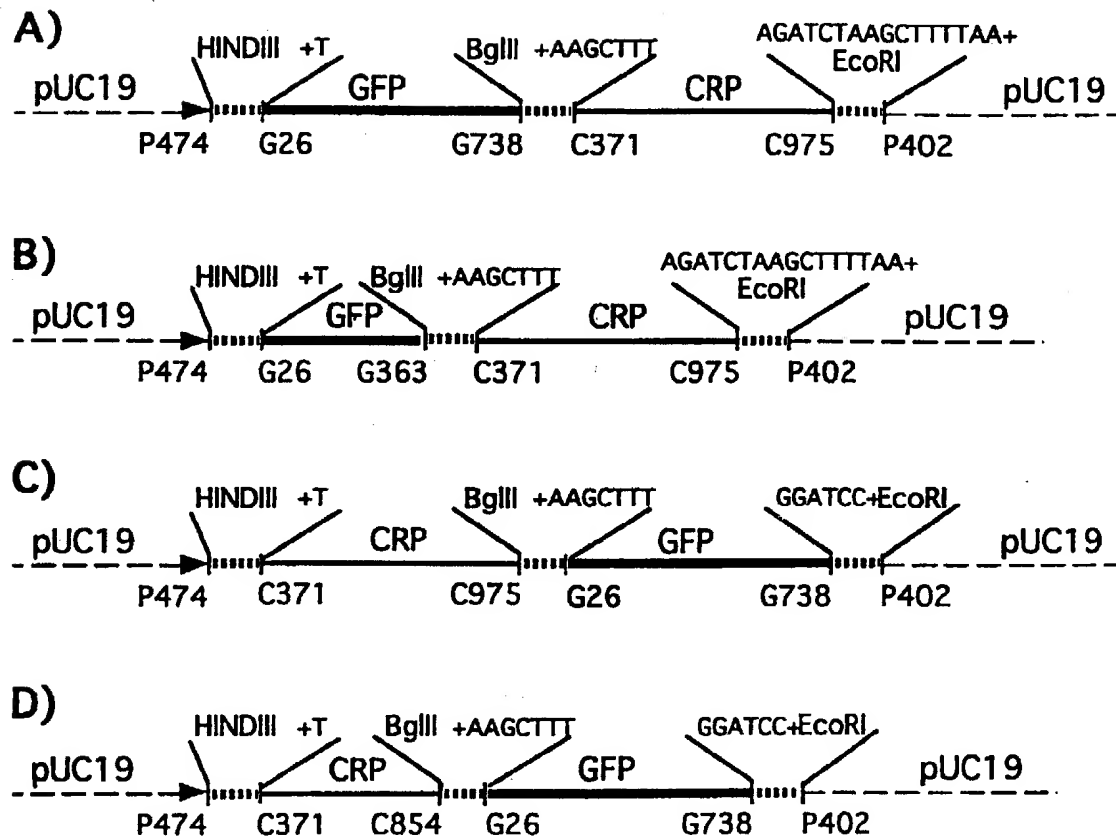 A)
HINDIII +T BglII +AAGCTTT AGATCTAAGCTTTTAA+
EcoRI
pUC19 GFP CRP pUC19
P474 G26 G738 C371 C975 P402
B)
HINDIII +T BglII +AAGCTTT AGATCTAAGCTTTTAA+
EcoRI
pUC19 GFP CRP pUC19
P474 G26 G363 C371 C975 P402
C)
HINDIII +T BglII +AAGCTTT GGATCC+EcoRI
pUC19 CRP GFP pUC19
P474 C371 C975 G26 G738 P402
D)
HINDIII +T BglII +AAGCTTT GGATCC+EcoRI
pUC19 CRP GFP pUC19
P474 C371 C854 G26 G738 P402